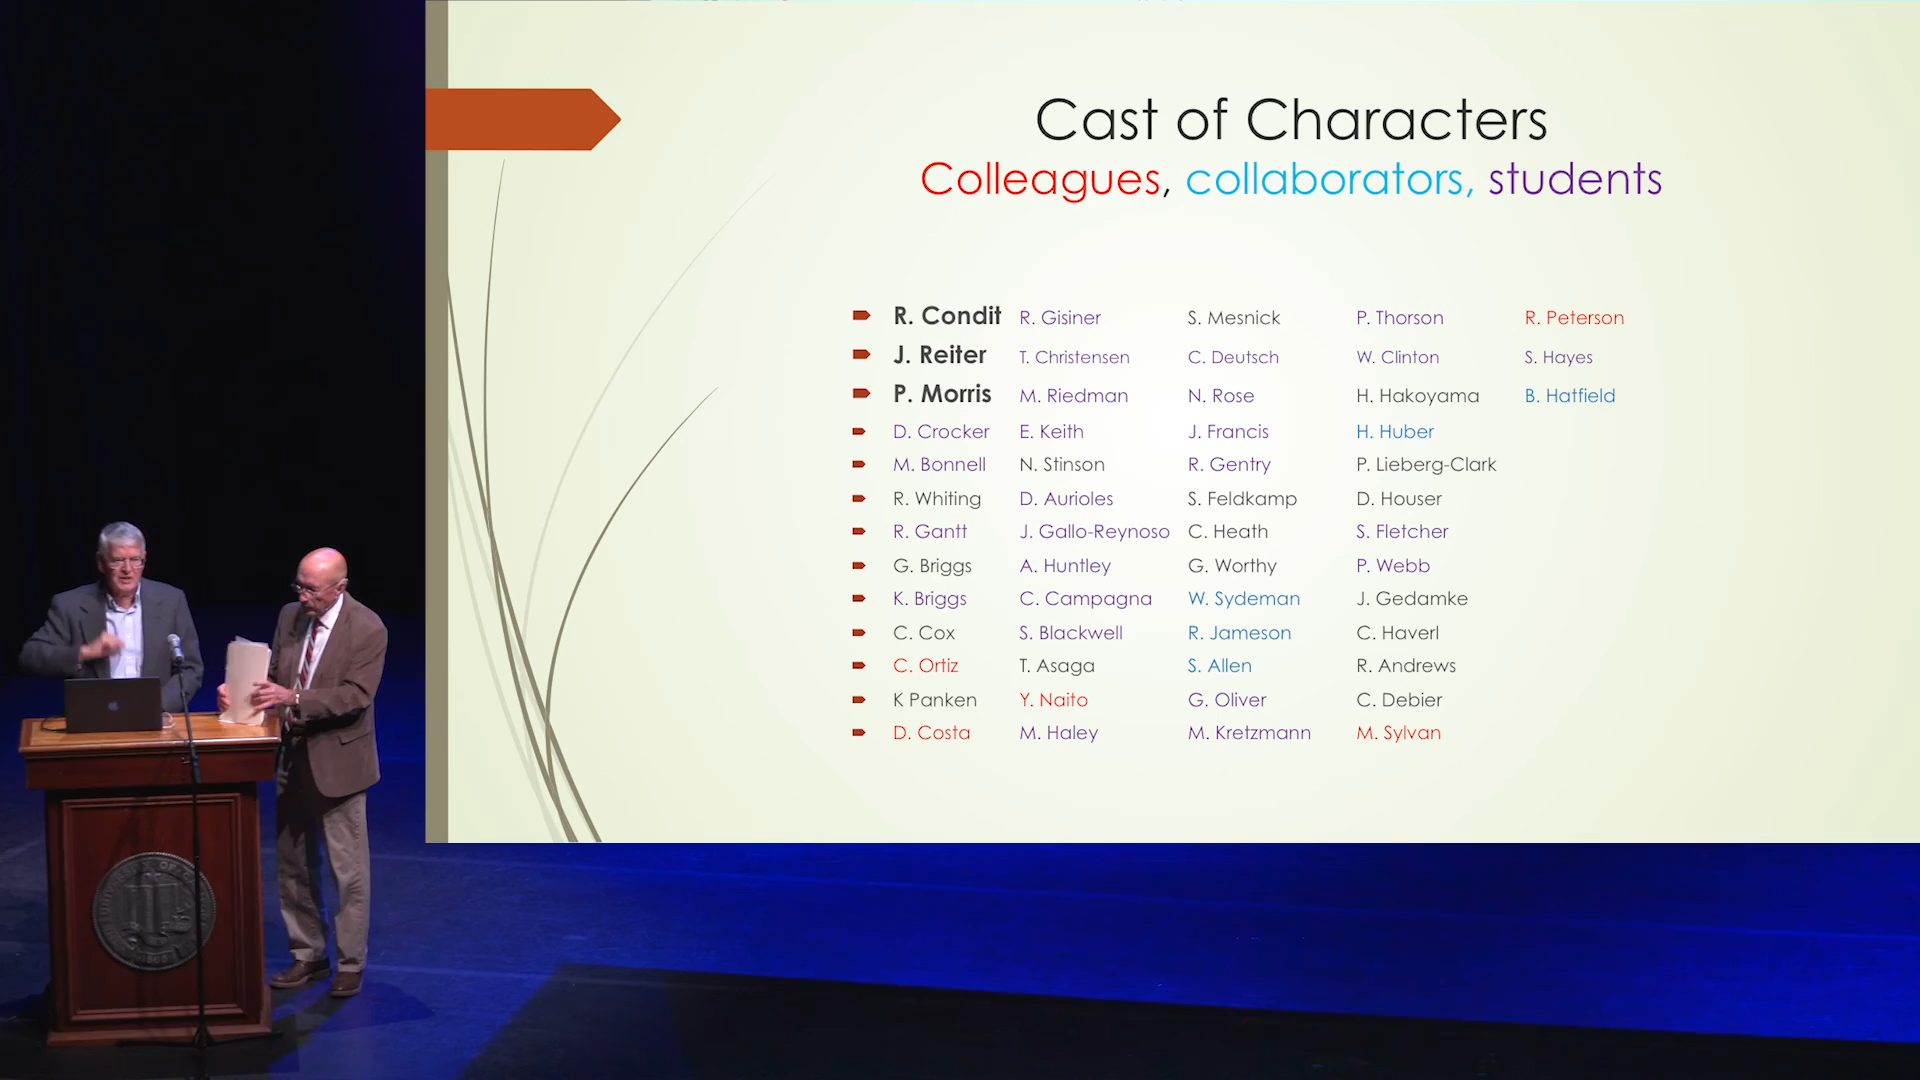 Cast of Characters
Colleagues, collaborators, students
R. Condit R. Gisiner S. Mesnick P. Thorson R. Peterson
J. Reiter T. Christensen C. Deutsch W. Clinton S. Hayes
P. Morris M. Riedman N. Rose H. Hakoyama B. Hatfield
D. Crocker E. Keith J. Francis H. Huber
M. Bonnell N. Stinson R. Gentry P. Lieberg-Clark
R. Whiting D. Aurioles S. Feldkamp D. Houser
R. Gantt J. Gallo-Reynoso C. Heath S. Fletcher
G. Briggs A. Huntley G. Worthy P. Webb
K. Briggs C. Campagna W. Sydeman J. Gedamke
C. Cox S. Blackwell R. Jameson C. Haverl
C. Ortiz T. Asaga S. Allen R. Andrews
K Panken Y. Naito G. Oliver C. Debier
D. Costa M. Haley M. Kretzmann M. Sylvan